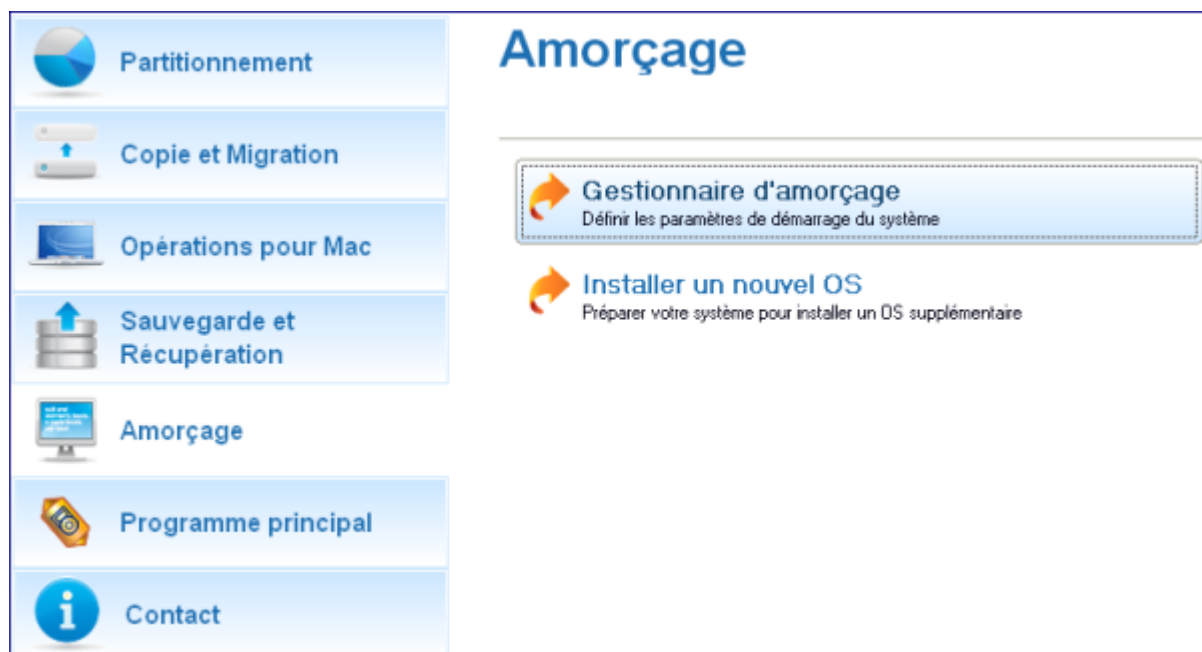 Partitionnement
Copie et Migration
Opérations pour Mac
Sauvegarde et
Récupération
Amorçage
Programme principal
Contact
Amorçage
Gestionnaire d'amorçage
Définir les paramètres de démarrage du système
Installer un nouvel OS
Préparer votre système pour installer un OS supplémentaire